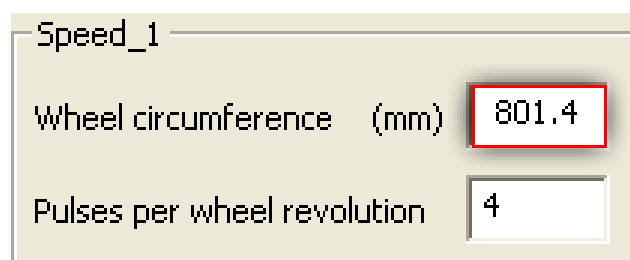 Speed_1
Wheel circumference (mm) 801.4
Pulses per wheel revolution 4